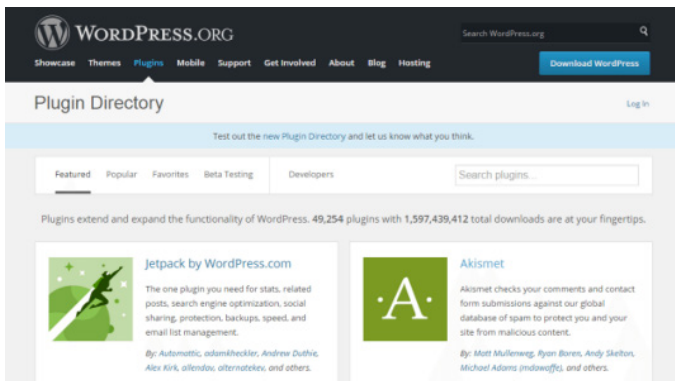 WORDPRESS.ORG
Search WordPress.org
Showcase Themes Plugins Mobile Support Get Involved About Blog Hosting
Download WordPress
Plugin Directory
Log In
Test out the new Plugin Directory and let us know what you think.
Featured Popular Favorites Beta Testing Developers
Search plugins...
Plugins extend and expand the functionality of WordPress. 49,254 plugins with 1,597,439,412 total downloads are at your fingertips.
Jetpack by WordPress.com
The one plugin you need for stats, related
posts, search engine optimization, social
sharing, protection, backups, speed, and
email list management.
By: Automattic, adamkheckler, Andrew Duthie,
Alex Kirk, allendav, alternatekev, and others.
·A·
Akismet
Akismet checks your comments and contact
form submissions against our global
database of spam to protect you and your
site from malicious content.
By: Matt Mullenweg, Ryan Boren, Andy Skelton,
Michael Adams (mdawaffe), and others.